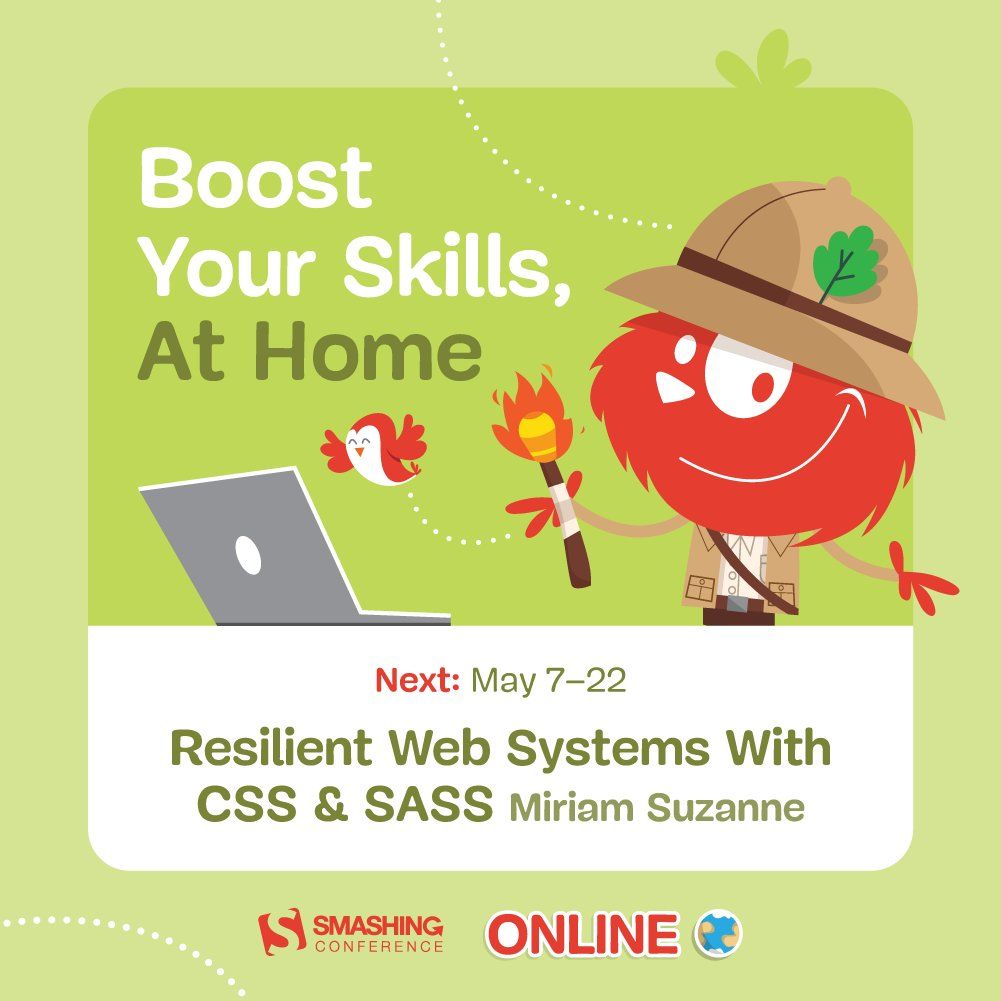 Boost
Your Skills,
At Home
Next: May 7–22
Resilient Web Systems With
CSS & SASS Miriam Suzanne
SMASHING
CONFERENCE
ONLINE